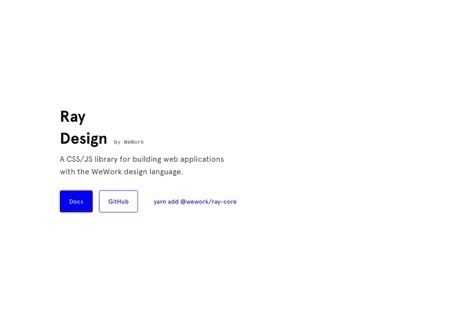 Ray
Design by WeWork
A CSS/JS library for building web applications
with the WeWork design language.
Docs GitHub yarn add @wework/ray-core